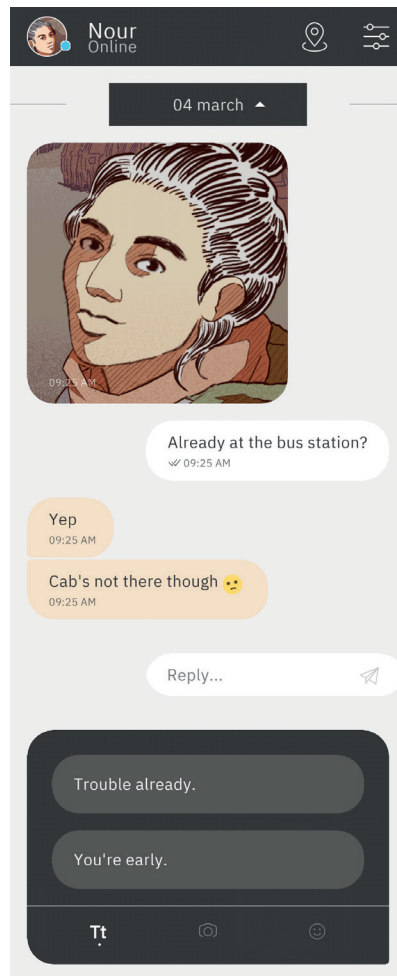 Nour
Online
04 march
09:25 AM
Already at the bus station?
09:25 AM
Yep
09:25 AM
Cab's not there though
09:25 AM
Reply...
Trouble already.
You're early.
Tt